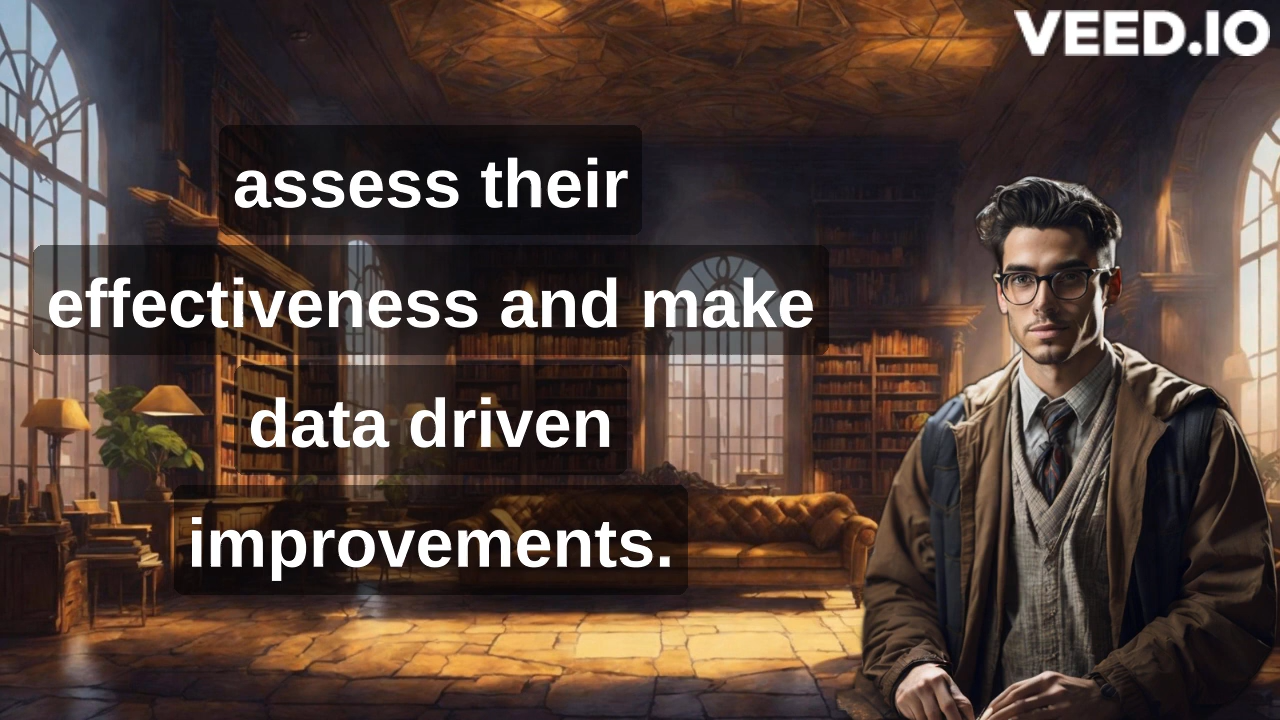 VEED.IO
assess their
effectiveness and make
data driven
improvements.